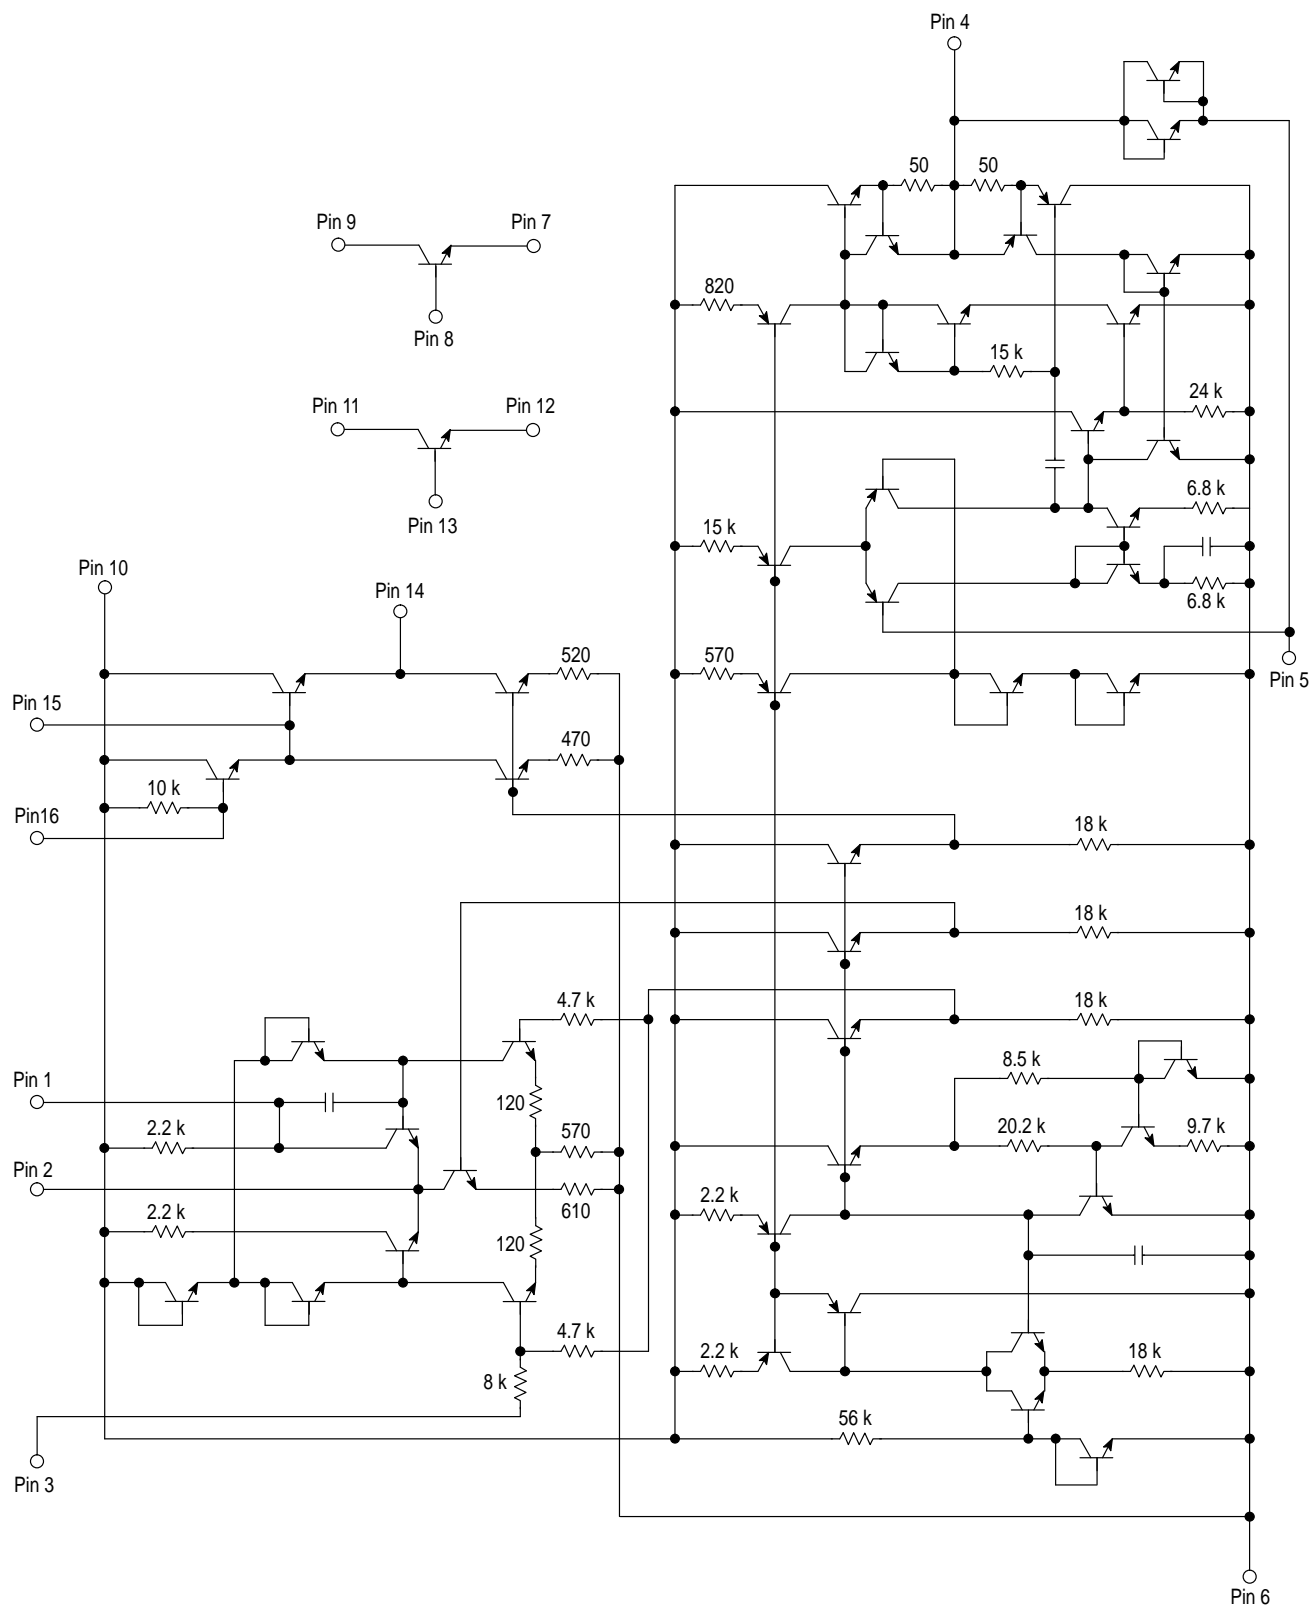 Pin 4
50
50
Pin 9
Pin 7
820
Pin 8
15 k
24 k
Pin 11
Pin 12
6.8 k
Pin 13
15 k
Pin 10
Pin 14
6.8 k
520
570
Pin 5
Pin 15
470
10 k
Pin16
18 k
18 k
4.7 k
18 k
8.5 k
Pin 1
120
2.2 k
570
20.2 k
9.7 k
Pin 2
2.2 k
2.2 k
610
120
4.7 k
2.2 k
18 k
8 k
56 k
Pin 3
Pin 6